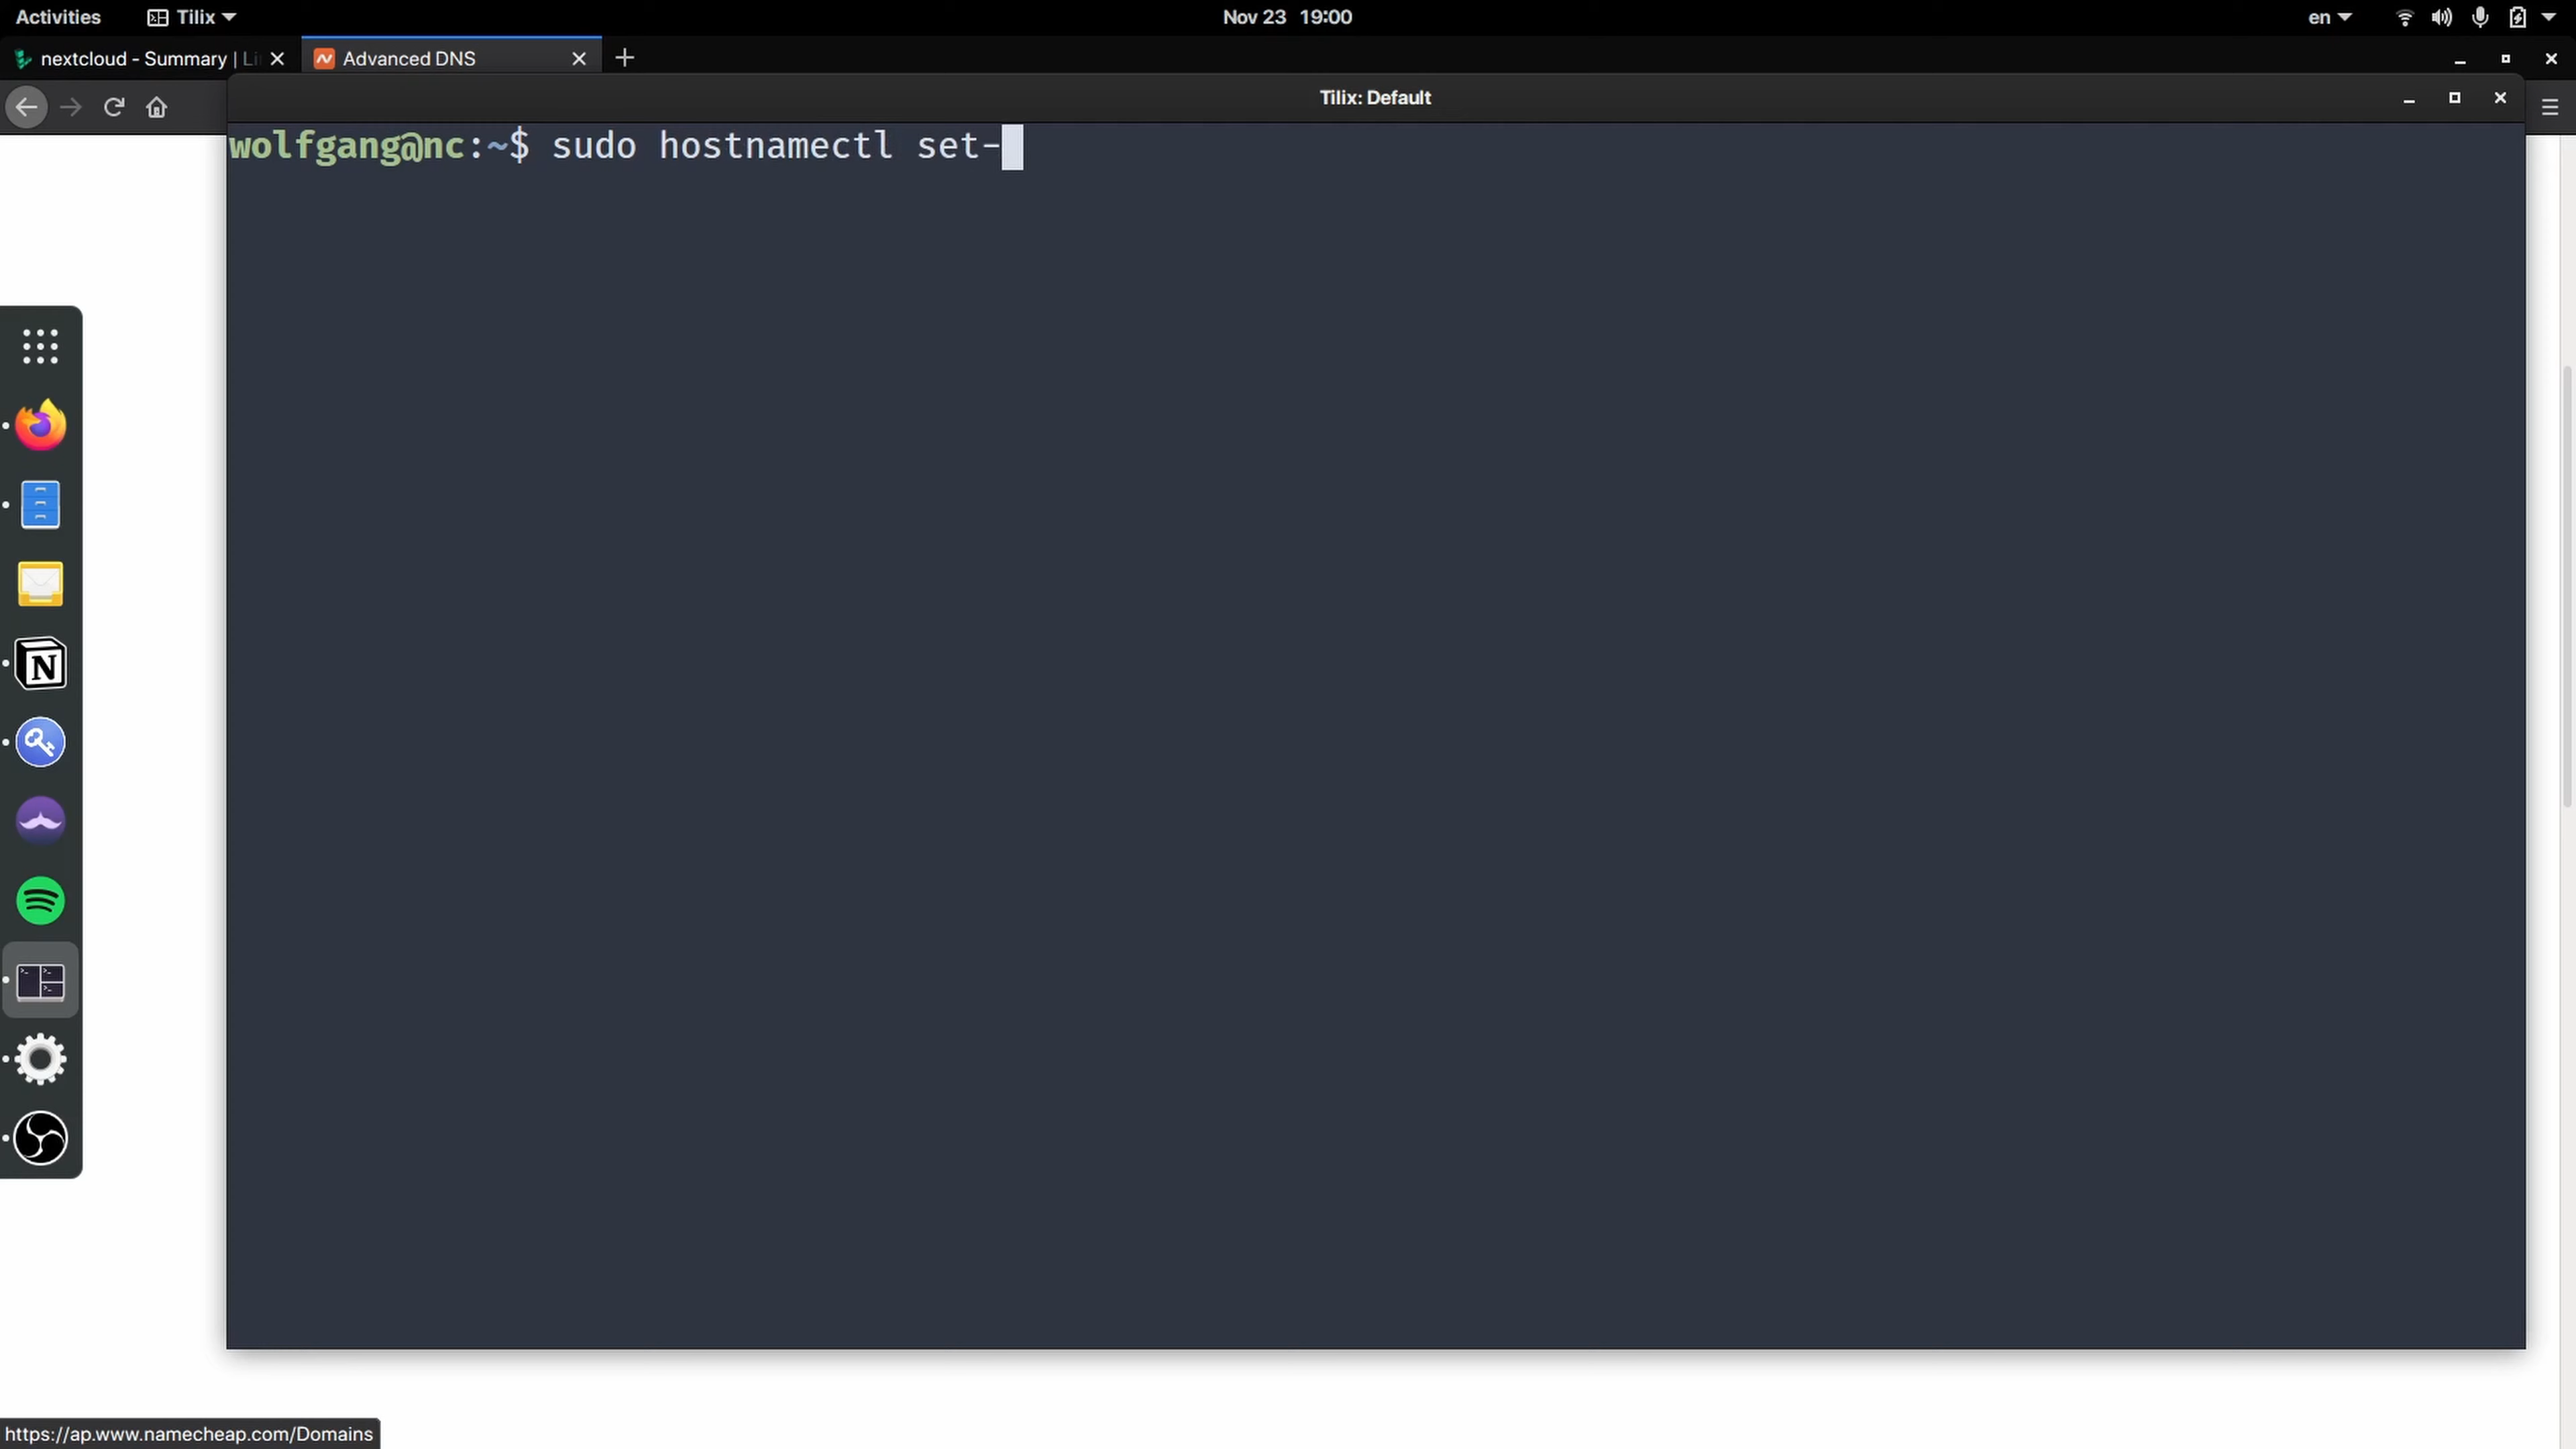 Activities Tilix Nov 23 19:00 en
nextcloud - Summary | Li Advanced DNS
Tilix: Default
wolfgang@nc:~$ sudo hostnamectl set-
N
https://ap.www.namecheap.com/Domains